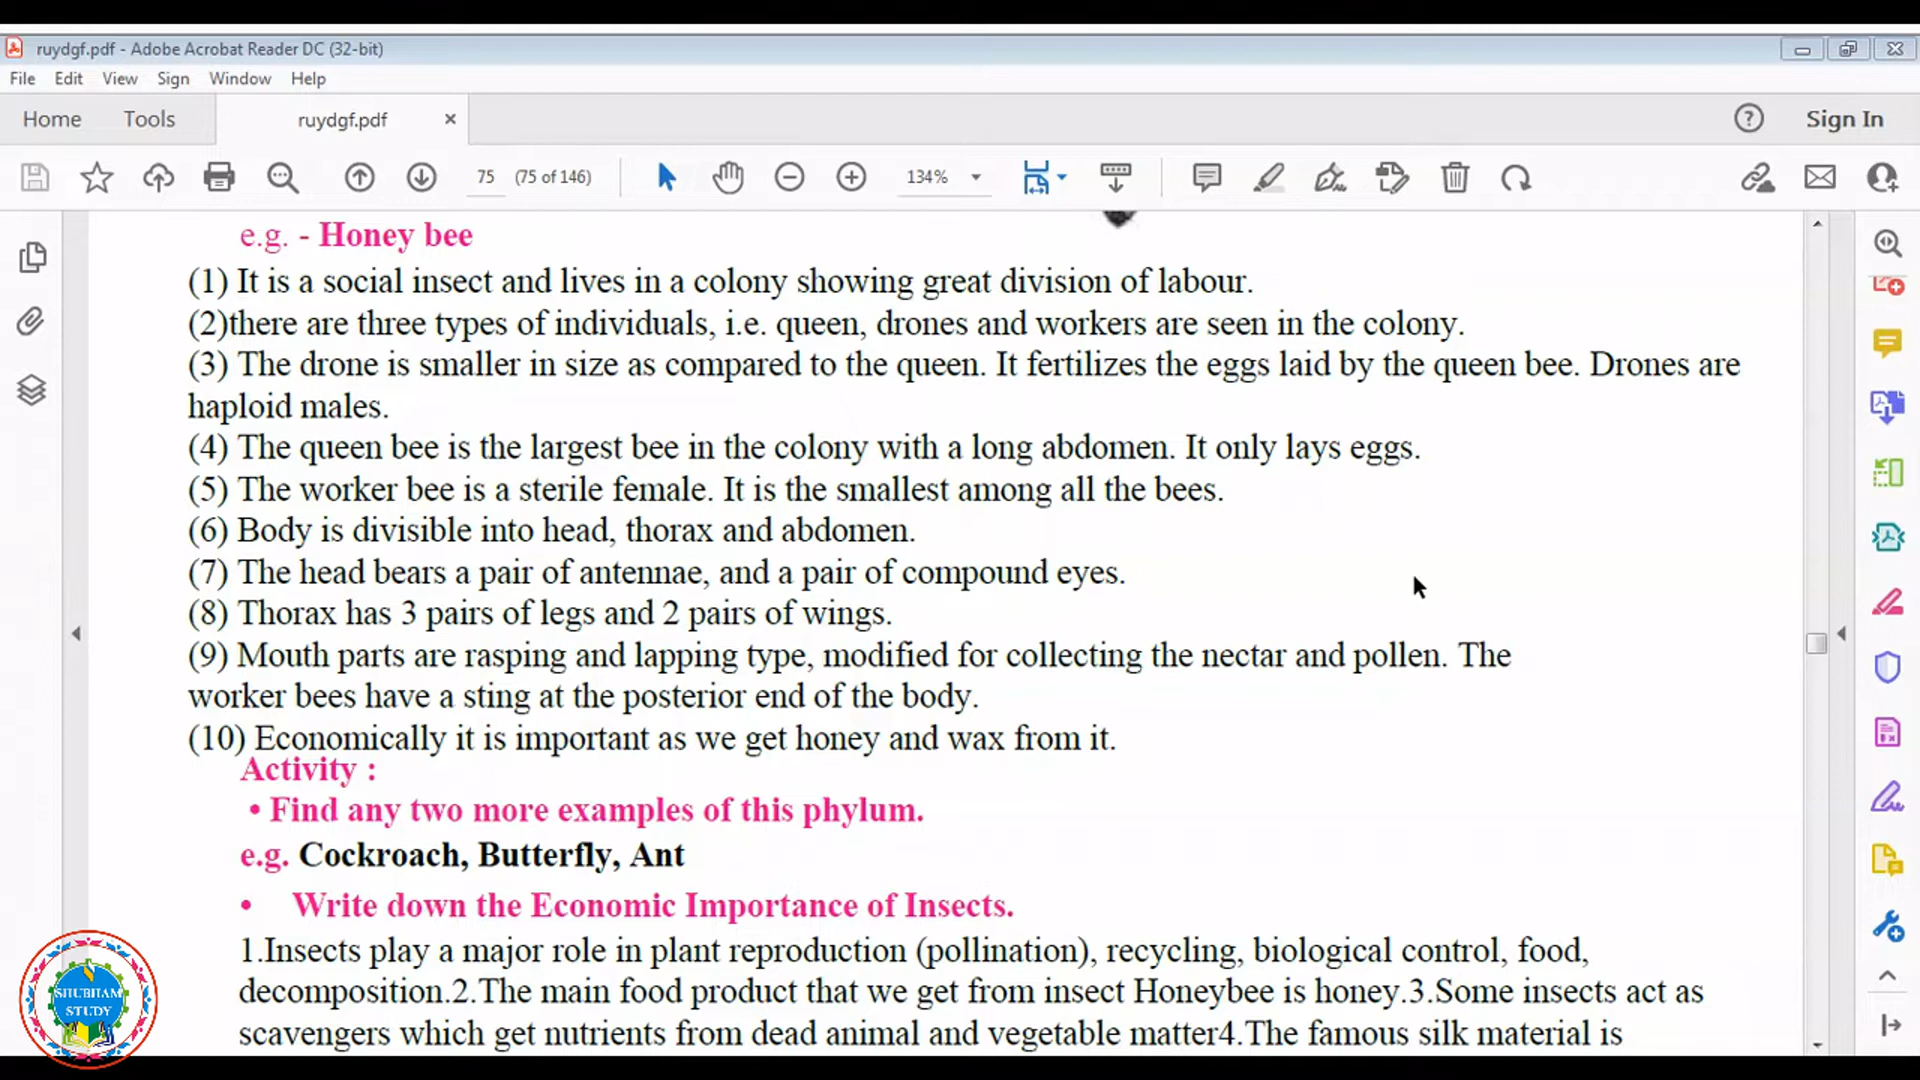 ruydgf.pdf - Adobe Acrobat Reader DC (32-bit)
File Edit View Sign Window Help
Home Tools ruydgf.pdf Sign In
75 (75 of 146) 134%
e.g. - Honey bee
(1) It is a social insect and lives in a colony showing great division of labour.
(2)there are three types of individuals, i.e. queen, drones and workers are seen in the colony.
(3) The drone is smaller in size as compared to the queen. It fertilizes the eggs laid by the queen bee. Drones are
haploid males.
(4) The queen bee is the largest bee in the colony with a long abdomen. It only lays eggs.
(5) The worker bee is a sterile female. It is the smallest among all the bees.
(6) Body is divisible into head, thorax and abdomen.
(7) The head bears a pair of antennae, and a pair of compound eyes.
(8) Thorax has 3 pairs of legs and 2 pairs of wings.
(9) Mouth parts are rasping and lapping type, modified for collecting the nectar and pollen. The
worker bees have a sting at the posterior end of the body.
(10) Economically it is important as we get honey and wax from it.
Activity :
• Find any two more examples of this phylum.
e.g. Cockroach, Butterfly, Ant
• Write down the Economic Importance of Insects.
1.Insects play a major role in plant reproduction (pollination), recycling, biological control, food,
decomposition.2.The main food product that we get from insect Honeybee is honey.3.Some insects act as
scavengers which get nutrients from dead animal and vegetable matter4.The famous silk material is
SHUBHAM
STUDY